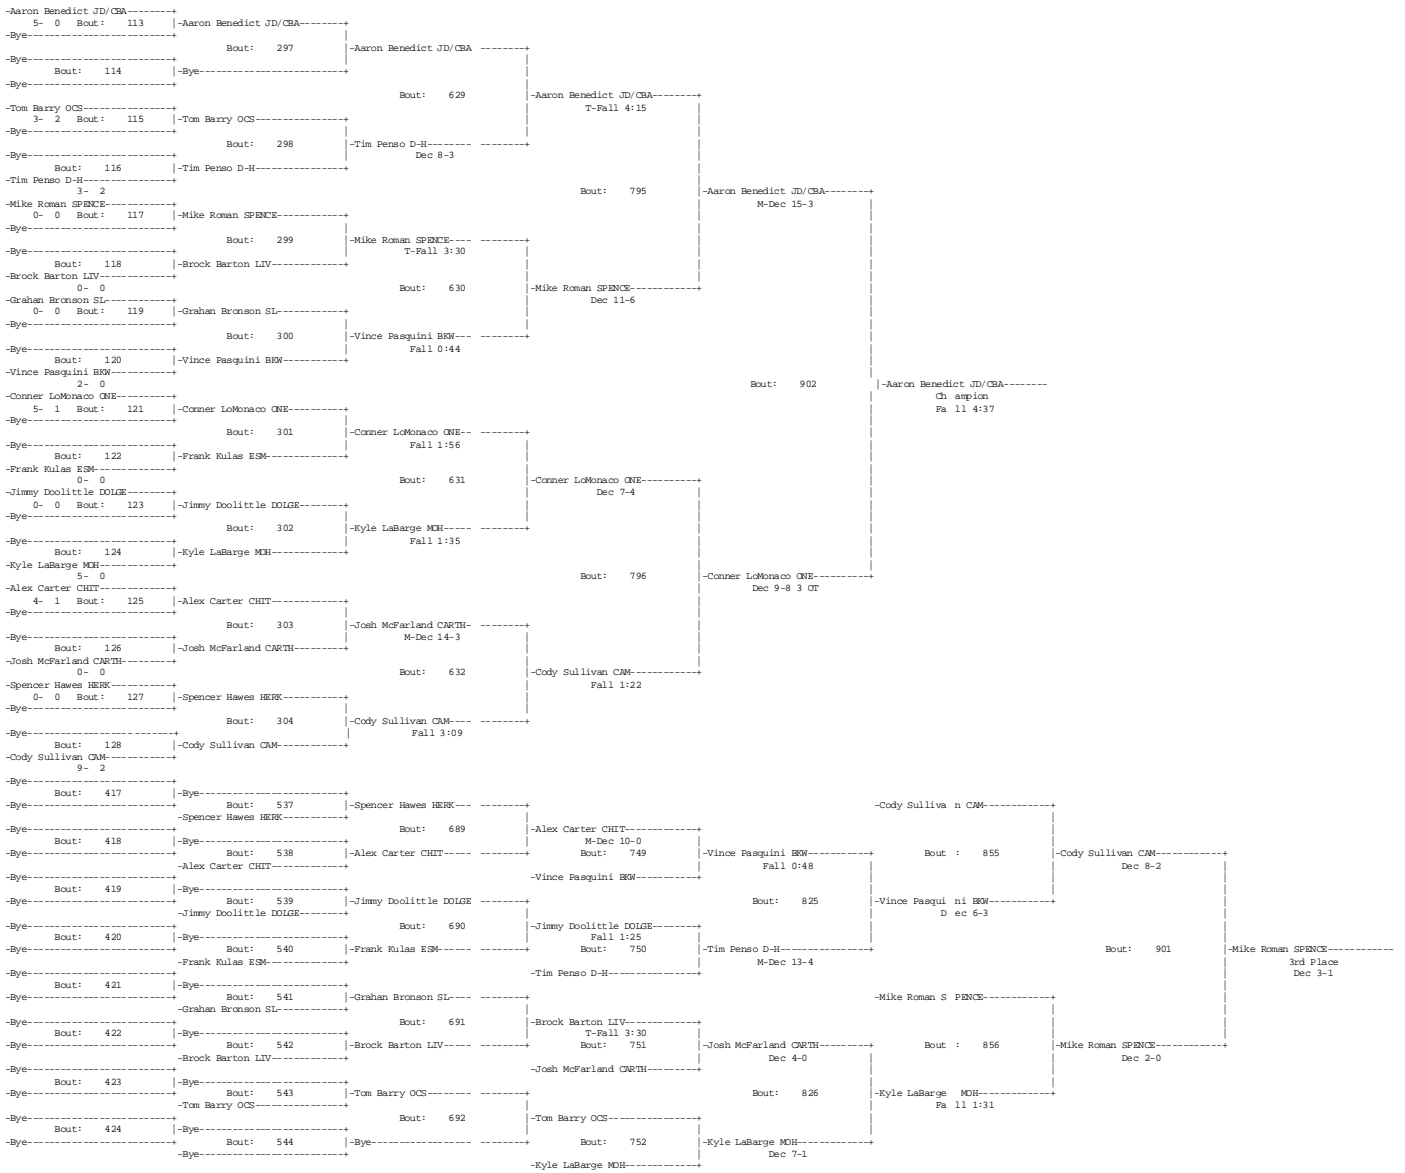 -Aaron Benedict JD/CBA--------+
5- 0 Bout: 113 |-Aaron Benedict JD/CBA--------+
-Bye--------------------------+
Bout: 297 |-Aaron Benedict JD/CBA --------+
-Bye--------------------------+
Bout: 114 |-Bye--------------------------+
-Bye--------------------------+
Bout: 629 |-Aaron Benedict JD/CBA--------+
-Tom Barry OCS----------------+ T-Fall 4:15
3- 2 Bout: 115 |-Tom Barry OCS----------------+
-Bye--------------------------+
Bout: 298 |-Tim Penso D-H-------- --------+
-Bye--------------------------+ Dec 8-3
Bout: 116 |-Tim Penso D-H----------------+
-Tim Penso D-H----------------+
3- 2 Bout: 795 |-Aaron Benedict JD/CBA--------+
-Mike Roman SPENCE------------+ M-Dec 15-3
0- 0 Bout: 117 |-Mike Roman SPENCE------------+
-Bye--------------------------+
Bout: 299 |-Mike Roman SPENCE---- --------+
-Bye--------------------------+ T-Fall 3:30
Bout: 118 |-Brock Barton LIV-------------+
-Brock Barton LIV-------------+
0- 0 Bout: 630 |-Mike Roman SPENCE------------+
-Grahan Bronson SL------------+ Dec 11-6
0- 0 Bout: 119 |-Grahan Bronson SL------------+
-Bye--------------------------+
Bout: 300 |-Vince Pasquini BKW--- --------+
-Bye--------------------------+ Fall 0:44
Bout: 120 |-Vince Pasquini BKW-----------+
-Vince Pasquini BKW-----------+
2- 0 Bout: 902 |-Aaron Benedict JD/CBA--------
-Conner LoMonaco ONE----------+ Ch ampion
5- 1 Bout: 121 |-Conner LoMonaco ONE----------+ Fa ll 4:37
-Bye--------------------------+
Bout: 301 |-Conner LoMonaco ONE-- --------+
-Bye--------------------------+ Fall 1:56
Bout: 122 |-Frank Kulas ESM--------------+
-Frank Kulas ESM--------------+
0- 0 Bout: 631 |-Conner LoMonaco ONE----------+
-Jimmy Doolittle DOLGE--------+ Dec 7-4
0- 0 Bout: 123 |-Jimmy Doolittle DOLGE--------+
-Bye--------------------------+
Bout: 302 |-Kyle LaBarge MOH----- --------+
-Bye--------------------------+ Fall 1:35
Bout: 124 |-Kyle LaBarge MOH-------------+
-Kyle LaBarge MOH-------------+
5- 0 Bout: 796 |-Conner LoMonaco ONE----------+
-Alex Carter CHIT-------------+ Dec 9-8 3 OT
4- 1 Bout: 125 |-Alex Carter CHIT-------------+
-Bye--------------------------+
Bout: 303 |-Josh McFarland CARTH- --------+
-Bye--------------------------+ M-Dec 14-3
Bout: 126 |-Josh McFarland CARTH---------+
-Josh McFarland CARTH---------+
0- 0 Bout: 632 |-Cody Sullivan CAM------------+
-Spencer Hawes HERK-----------+ Fall 1:22
0- 0 Bout: 127 |-Spencer Hawes HERK-----------+
-Bye--------------------------+
Bout: 304 |-Cody Sullivan CAM---- --------+
-Bye--------------------------+ Fall 3:09
Bout: 128 |-Cody Sullivan CAM------------+
-Cody Sullivan CAM------------+
9- 2
-Bye--------------------------+
Bout: 417 |-Bye--------------------------+
-Bye--------------------------+ Bout: 537 |-Spencer Hawes HERK--- --------+ -Cody Sulliva n CAM------------+
-Spencer Hawes HERK-----------+
-Bye--------------------------+ Bout: 689 |-Alex Carter CHIT-------------+
Bout: 418 |-Bye--------------------------+ M-Dec 10-0
-Bye--------------------------+ Bout: 538 |-Alex Carter CHIT----- --------+ Bout: 749 |-Vince Pasquini BKW-----------+ Bout : 855 |-Cody Sullivan CAM------------+
-Alex Carter CHIT-------------+ Fall 0:48 Dec 8-2
-Bye--------------------------+ -Vince Pasquini BKW-----------+
Bout: 419 |-Bye--------------------------+
-Bye--------------------------+ Bout: 539 |-Jimmy Doolittle DOLGE --------+ Bout: 825 |-Vince Pasqui ni BKW-----------+
-Jimmy Doolittle DOLGE--------+ D ec 6-3
-Bye--------------------------+ Bout: 690 |-Jimmy Doolittle DOLGE--------+
Bout: 420 |-Bye--------------------------+ Fall 1:25
-Bye--------------------------+ Bout: 540 |-Frank Kulas ESM------ --------+ Bout: 750 |-Tim Penso D-H----------------+ Bout: 901 |-Mike Roman SPENCE------------
-Frank Kulas ESM--------------+ M-Dec 13-4 3rd Place
-Bye--------------------------+ -Tim Penso D-H----------------+ Dec 3-1
Bout: 421 |-Bye--------------------------+
-Bye--------------------------+ Bout: 541 |-Grahan Bronson SL---- --------+ -Mike Roman S PENCE------------+
-Grahan Bronson SL------------+
-Bye--------------------------+ Bout: 691 |-Brock Barton LIV-------------+
Bout: 422 |-Bye--------------------------+ T-Fall 3:30
-Bye--------------------------+ Bout: 542 |-Brock Barton LIV----- --------+ Bout: 751 |-Josh McFarland CARTH---------+ Bout : 856 |-Mike Roman SPENCE------------+
-Brock Barton LIV-------------+ Dec 4-0 Dec 2-0
-Bye--------------------------+ -Josh McFarland CARTH---------+
Bout: 423 |-Bye--------------------------+
-Bye--------------------------+ Bout: 543 |-Tom Barry OCS-------- --------+ Bout: 826 |-Kyle LaBarge MOH-------------+
-Tom Barry OCS----------------+ Fa ll 1:31
-Bye--------------------------+ Bout: 692 |-Tom Barry OCS----------------+
Bout: 424 |-Bye--------------------------+
-Bye--------------------------+ Bout: 544 |-Bye------------------ --------+ Bout: 752 |-Kyle LaBarge MOH-------------+
-Bye--------------------------+ Dec 7-1
-Kyle LaBarge MOH-------------+